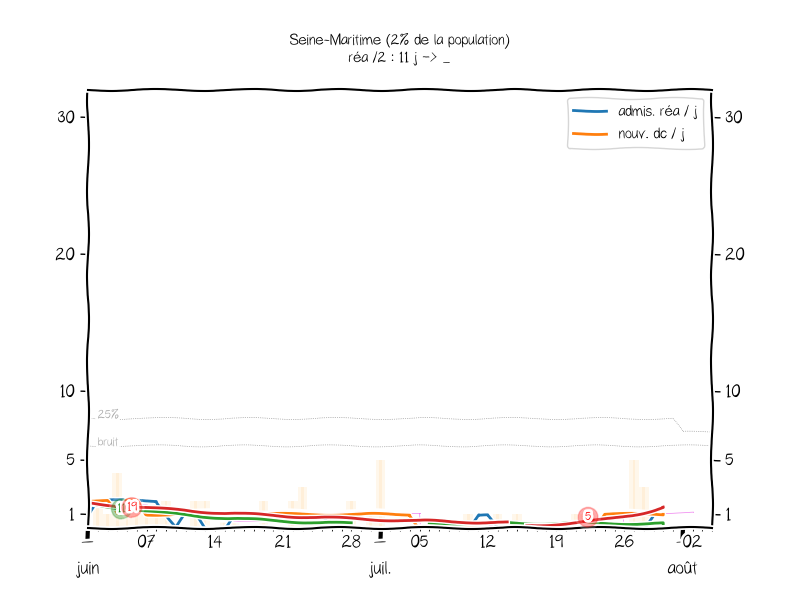 Seine-Maritime (2% de la population)
réa /2 : 11 j -> _
admis. réa / j
nouv. dc / j
30 30
20 20
10 10
25%
bruit
5 5
19
5
1 1
07 14 21 28 05 12 19 26 02
juin juil. août